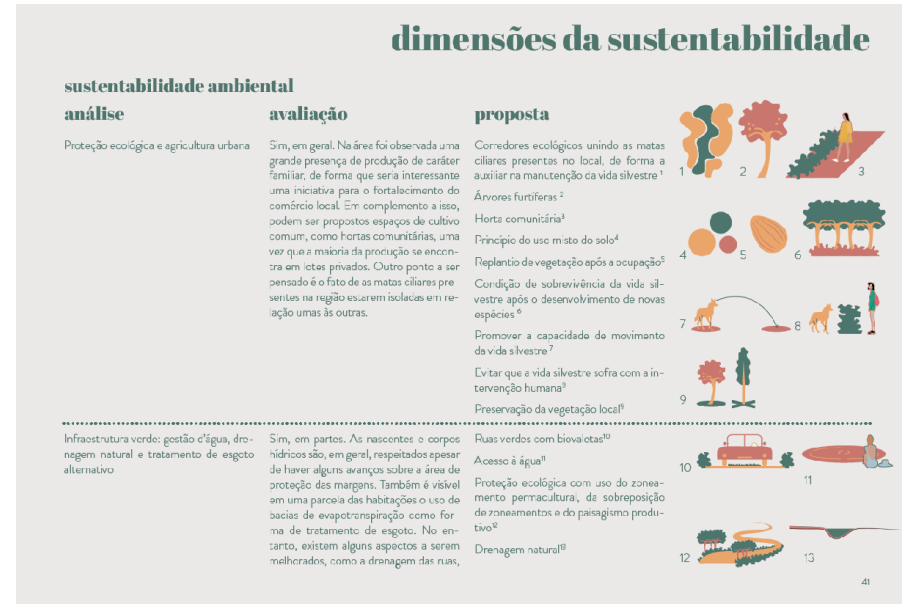 dimensões da sustentabilidade
sustentabilidade ambiental
análise
Proteção ecológica e agricultura urbana
avaliação
Sim, em geral. Na área foi observada uma
grande presença de produção de caráter
familiar, de forma que seria interessante
uma iniciativa para o fortalecimento do
comércio local. Em complemento a isso,
podem ser propostos espaços de cultivo
comum, como hortas comunitárias, uma
vez que a maioria da produção se encon-
tra em lotes privados. Outro ponto a ser
pensado é o fato de as matas ciliares pre
sentes na região estarem isoladas em re-
lação umas às outras.
proposta
Corredores ecológicos unindo as matas
ciliares presentes no local, de forma a
auxiliar na manutenção da vida silvestre ¹
Árvores furtíferas ²
Horta comunitária³
Princípio do uso misto do solo⁴
Replantio de vegetação após a ocupação⁵
Condição de sobrevivência da vida sil-
vestre após o desenvolvimento de novas
espécies ⁶
Promover a capacidade de movimento
da vida silvestre ⁷
Evitar que a vida silvestre sofra com a in-
tervenção humana⁸
Preservação da vegetação local⁹
1
2
3
4
5
6
7
8
9
Infraestrutura verde: gestão d'água, dre-
nagem natural e tratamento de esgoto
alternativo
Sim, em partes. As nascentes e corpos
hídricos são, em geral, respeitados apesar
de haver alguns avanços sobre a área de
proteção das margens. Também é visível
em uma parcela das habitações o uso de
bacias de evapotranspiração como for
ma de tratamento de esgoto. No en-
tanto, existem alguns aspectos a serem
melhorados, como a drenagem das ruas,
Ruas verdes com biovaletas¹⁰
Acesso à água¹¹
Proteção ecológica com uso do zonea-
mento permacultural, da sobreposição
de zoneamentos e do paisagismo produ-
tivo¹²
Drenagem natural¹³
10
11
12
13
41